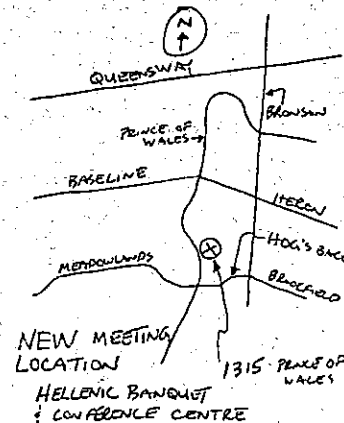 N
QUEENSWAY
BRONSON
PRINCE OF
WALES
BASELINE
HERON
HOG'S BACK
MEADOWLANDS
BROOKFIELD
NEW MEETING
LOCATION
1315 PRINCE OF
WALES
HELLENIC BANQUET
& CONFERENCE CENTRE